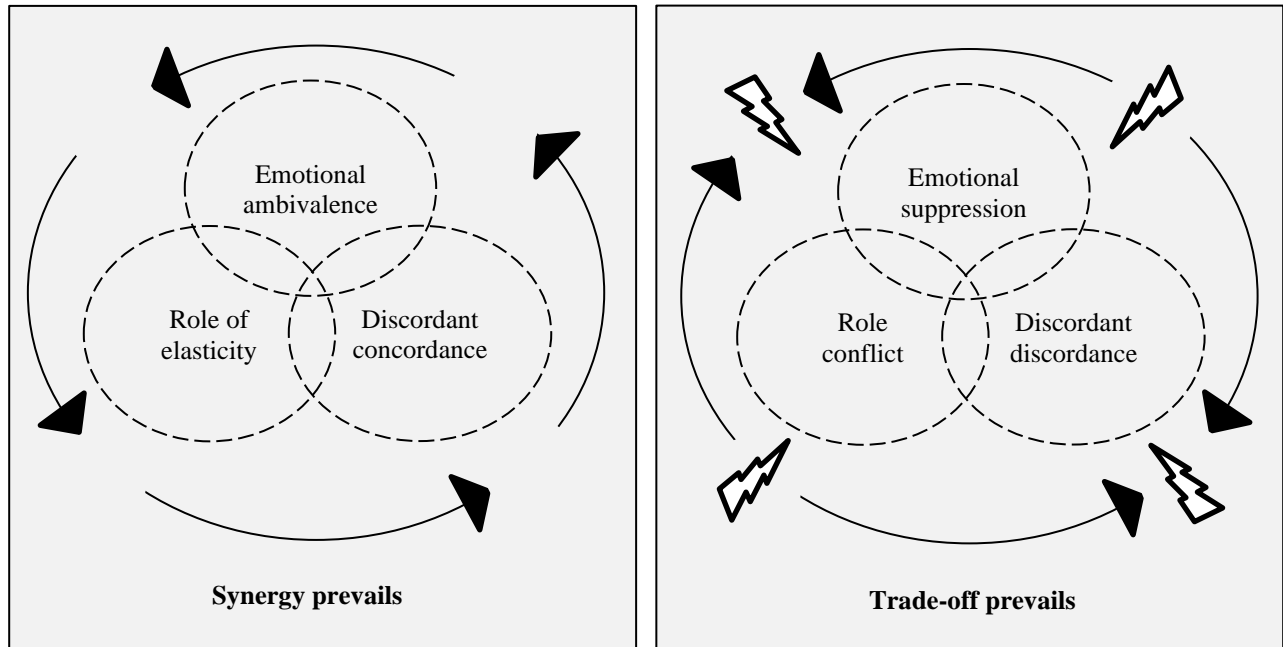 Emotional
ambivalence
Role of
elasticity
Discordant
concordance
Synergy prevails
Emotional
suppression
Role
conflict
Discordant
discordance
Trade-off prevails